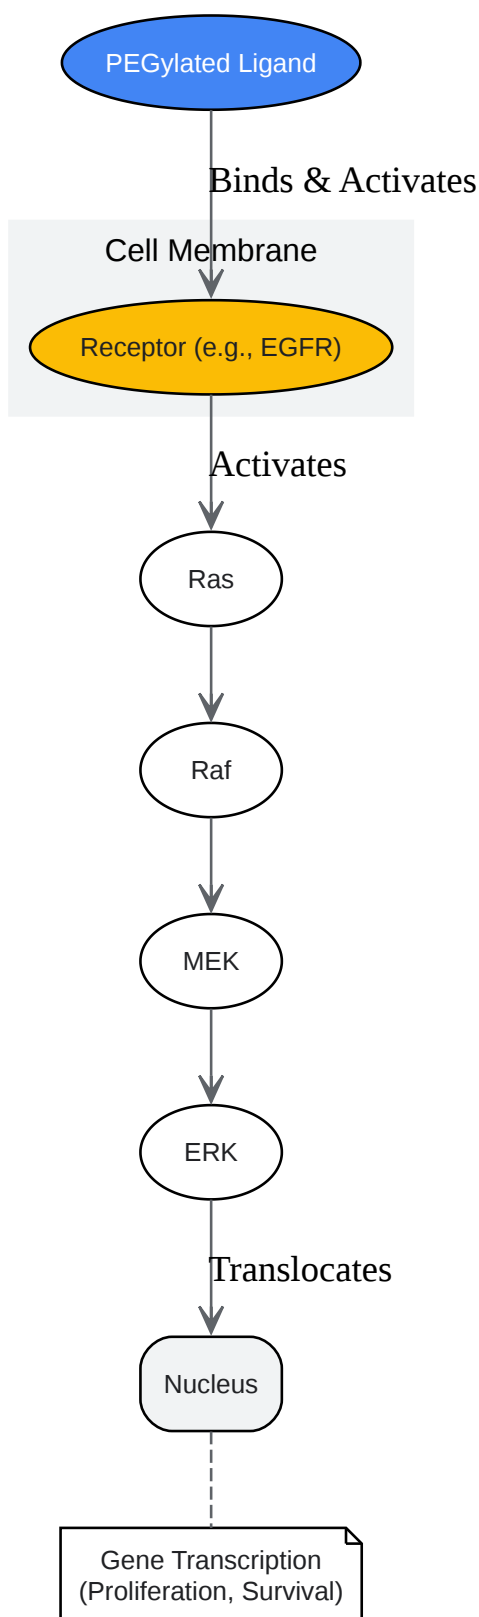 PEGylated Ligand
Binds & Activates
Cell Membrane
Receptor (e.g., EGFR)
Activates
Ras
Raf
MEK
ERK
Translocates
Nucleus
Gene Transcription
(Proliferation, Survival)